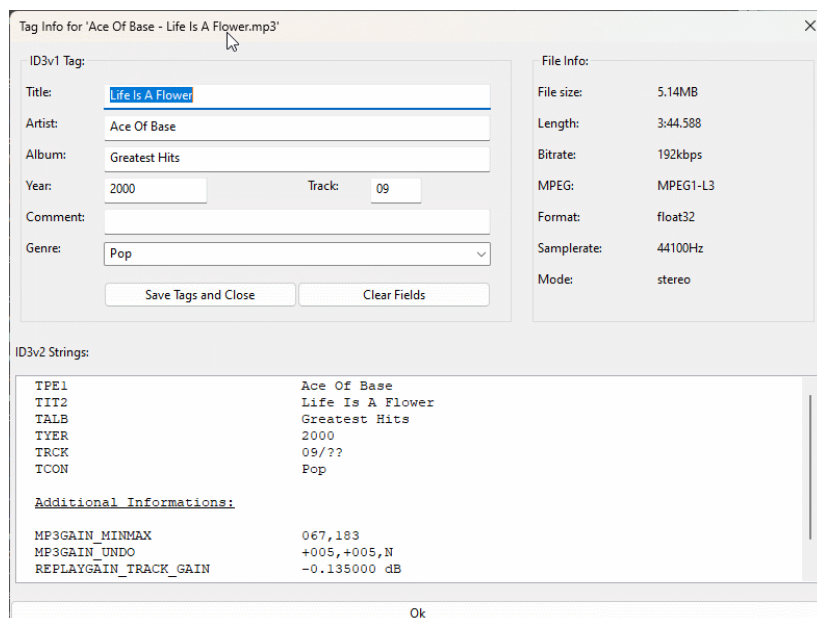 Tag Info for 'Ace Of Base - Life Is A Flower.mp3'
ID3v1 Tag:
Title: Life Is A Flower
Artist: Ace Of Base
Album: Greatest Hits
Year: 2000 Track: 09
Comment:
Genre: Pop
Save Tags and Close Clear Fields
File Info:
File size: 5.14MB
Length: 3:44.588
Bitrate: 192kbps
MPEG: MPEG1-L3
Format: float32
Samplerate: 44100Hz
Mode: stereo
ID3v2 Strings:
TPE1 Ace Of Base
TIT2 Life Is A Flower
TALB Greatest Hits
TYER 2000
TRCK 09/??
TCON Pop
Additional Informations:
MP3GAIN_MINMAX 067,183
MP3GAIN_UNDO +005,+005,N
REPLAYGAIN_TRACK_GAIN -0.135000 dB
Ok